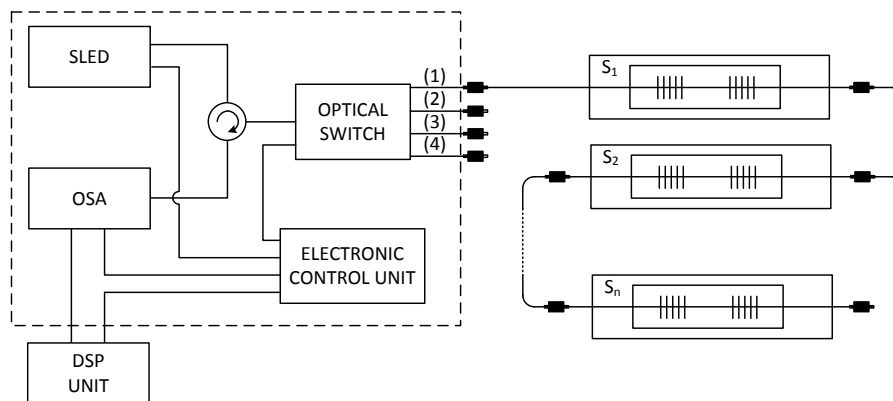 SLED
OPTICAL
SWITCH
(1)
(2)
(3)
(4)
S1
S2
OSA
ELECTRONIC
CONTROL UNIT
Sn
DSP
UNIT